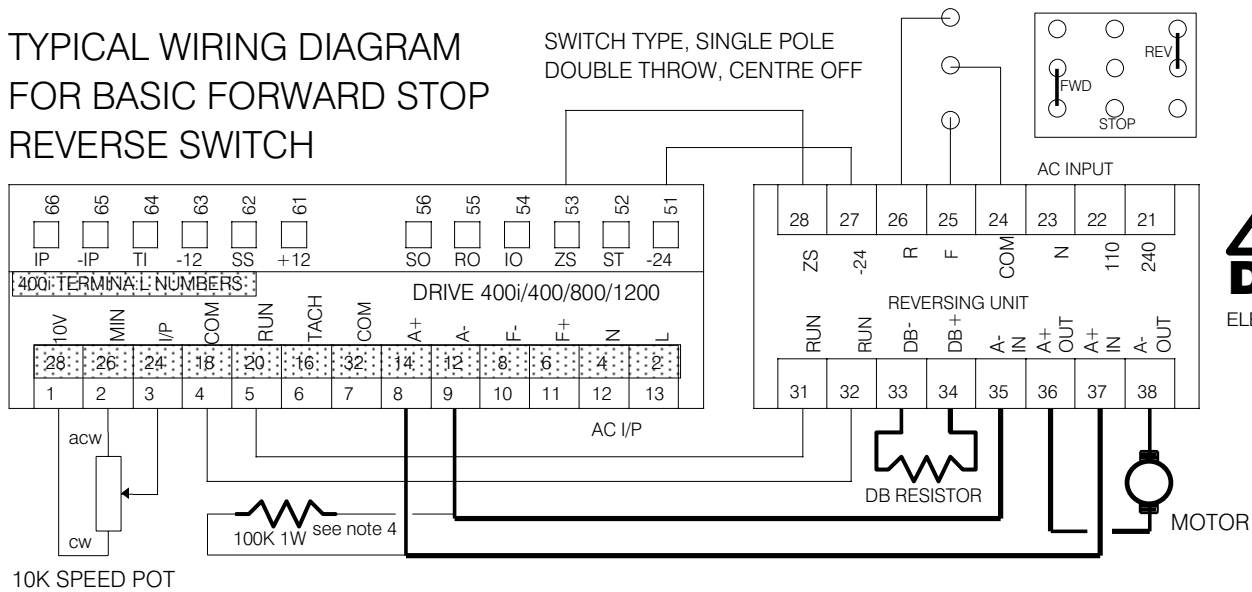 TYPICAL WIRING DIAGRAM
FOR BASIC FORWARD STOP
REVERSE SWITCH
SWITCH TYPE, SINGLE POLE
DOUBLE THROW, CENTRE OFF
REV
FWD
STOP
AC INPUT
66 65 64 63 62 61 56 55 54 53 52 51
IP -IP TI -12 SS +12 SO RO IO ZS ST -24
400i TERMINAL NUMBERS
DRIVE 400i/400/800/1200
10V MIN I/P COM RUN TACH COM A+ A- F- F+ N L
28 26 24 18 20 16 32 14 12 8 6 4 2
1 2 3 4 5 6 7 8 9 10 11 12 13
AC I/P
28 27 26 25 24 23 22 21
ZS -24 R F COM N 110 240
REVERSING UNIT
RUN RUN DB- DB+ A- IN A+ OUT A+ IN A- OUT
31 32 33 34 35 36 37 38
D
ELE
acw
cw
10K SPEED POT
100K 1W see note 4
DB RESISTOR
MOTOR